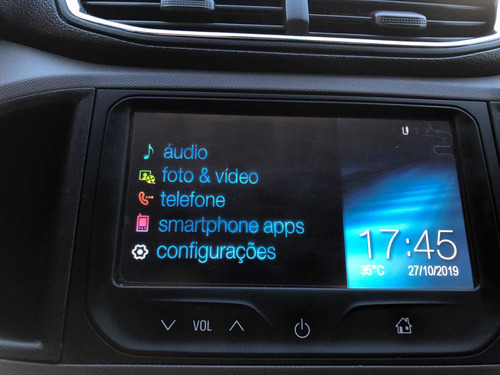 áudio
foto & vídeo
telefone
smartphone apps
configurações
17:45
35°C 27/10/2019
VOL